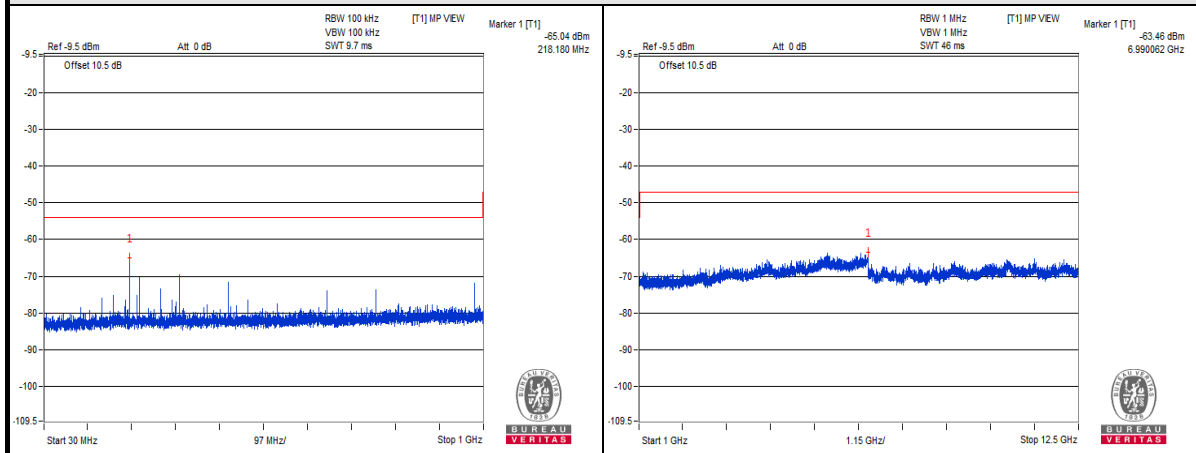 RBW 100 kHz [T1] MP VIEW Marker 1 [T1]
VBW 100 kHz -65.04 dBm
Ref -9.5 dBm Att 0 dB SWT 9.7 ms 218.180 MHz
-9.5
Offset 10.5 dB
-20
-30
-40
-50
-60
1
-70
-80
-90
-100
-109.5
Start 30 MHz 97 MHz/ Stop 1 GHz
BUREAU VERITAS
1828
BUREAU
VERITAS
RBW 1 MHz [T1] MP VIEW Marker 1 [T1]
VBW 1 MHz -63.46 dBm
Ref -9.5 dBm Att 0 dB SWT 46 ms 6.990062 GHz
-9.5
Offset 10.5 dB
-20
-30
-40
-50
-60
1
-70
-80
-90
-100
-109.5
Start 1 GHz 1.15 GHz/ Stop 12.5 GHz
BUREAU VERITAS
1828
BUREAU
VERITAS